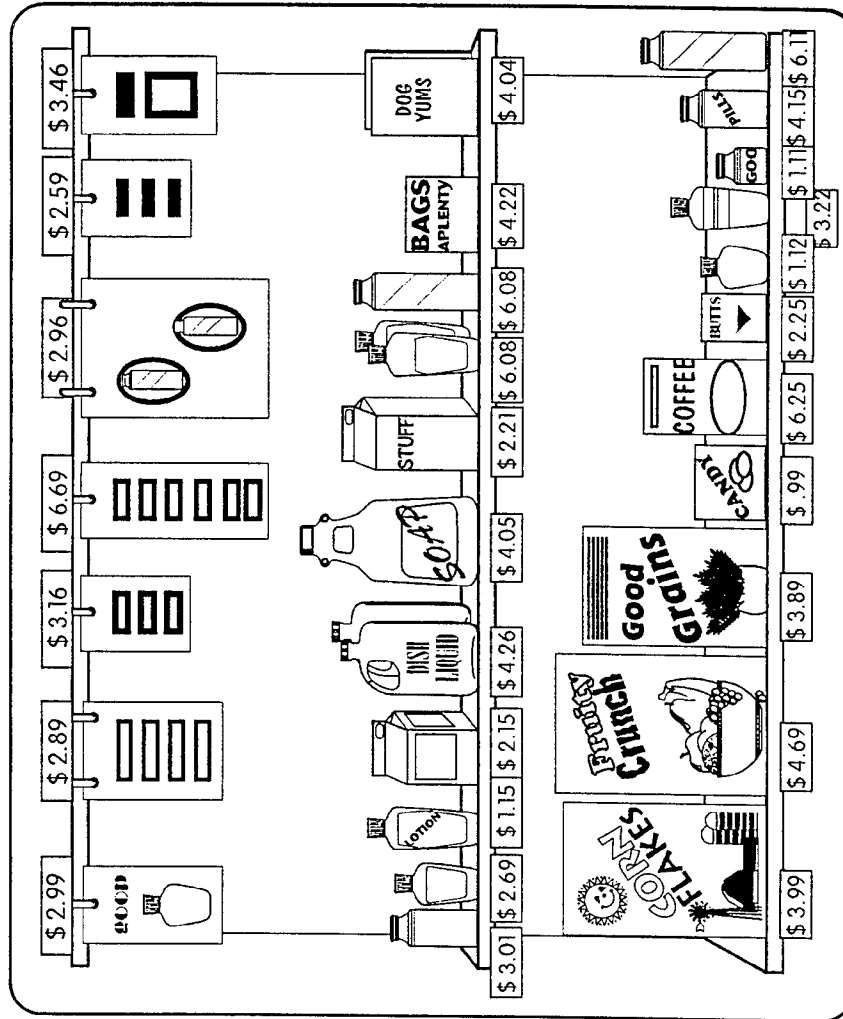 $ 2.99
$ 2.89
$ 3.16
$ 6.69
$ 2.96
$ 2.59
$ 3.46
GOOD
LOTION
DISH
LIQUID
SOAP
STUFF
BAGS
APLENTY
DOG
YUMS
$ 3.01
$ 2.69
$ 1.15
$ 2.15
$ 4.26
$ 4.05
$ 2.21
$ 6.08
$ 6.08
$ 4.22
$ 4.04
CORN
FLAKES
Fruity
Crunch
Good
Grains
CANDY
COFFEE
BUTTS
GOO
PILLS
$ 3.99
$ 4.69
$ 3.89
$ .99
$ 6.25
$ 2.25
$ 1.12
$ 3.22
$ 1.11
$ 4.15
$ 6.11